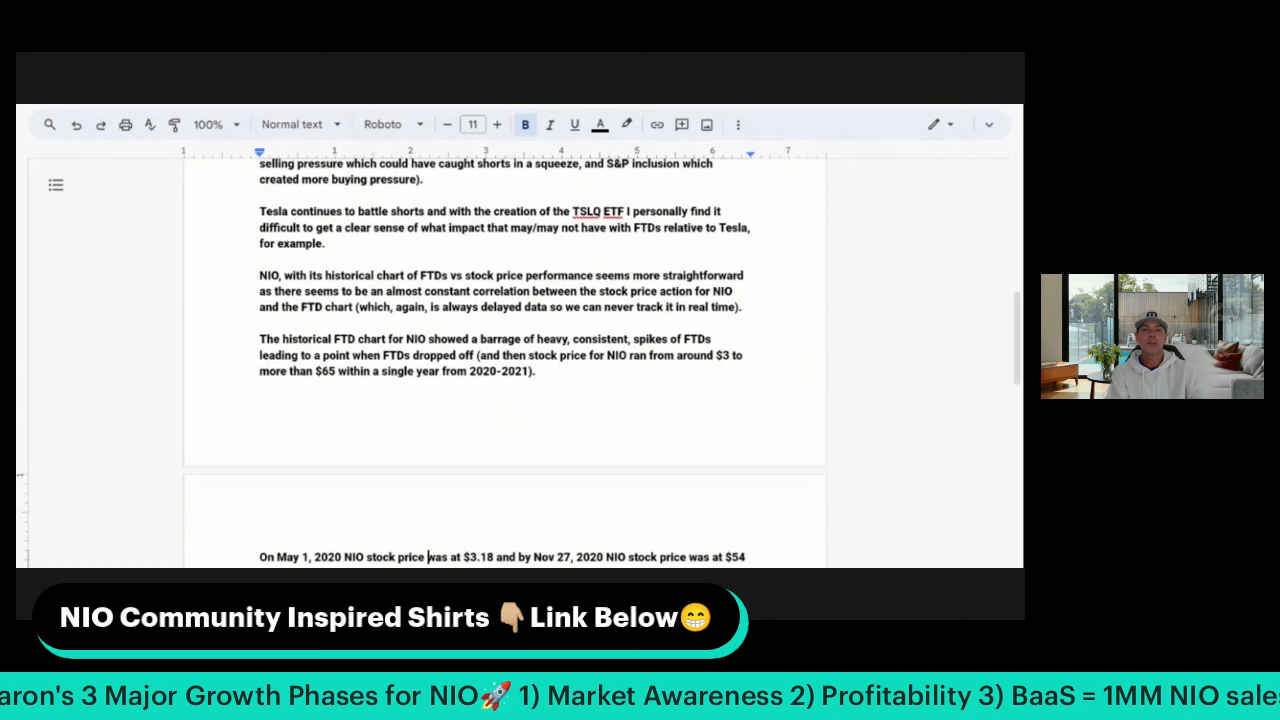 100%
Normal text
Roboto
11
B
I
U
A
1
1
2
3
4
5
6
7
selling pressure which could have caught shorts in a squeeze, and S&P inclusion which
created more buying pressure).
Tesla continues to battle shorts and with the creation of the TSLQ ETF I personally find it
difficult to get a clear sense of what impact that may/may not have with FTDs relative to Tesla,
for example.
NIO, with its historical chart of FTDs vs stock price performance seems more straightforward
as there seems to be an almost constant correlation between the stock price action for NIO
and the FTD chart (which, again, is always delayed data so we can never track it in real time).
The historical FTD chart for NIO showed a barrage of heavy, consistent, spikes of FTDs
leading to a point when FTDs dropped off (and then stock price for NIO ran from around $3 to
more than $65 within a single year from 2020-2021).
On May 1, 2020 NIO stock price was at $3.18 and by Nov 27, 2020 NIO stock price was at $54
NIO Community Inspired Shirts 👇🏼Link Below😁
aron's 3 Major Growth Phases for NIO🚀 1) Market Awareness 2) Profitability 3) BaaS = 1MM NIO sales